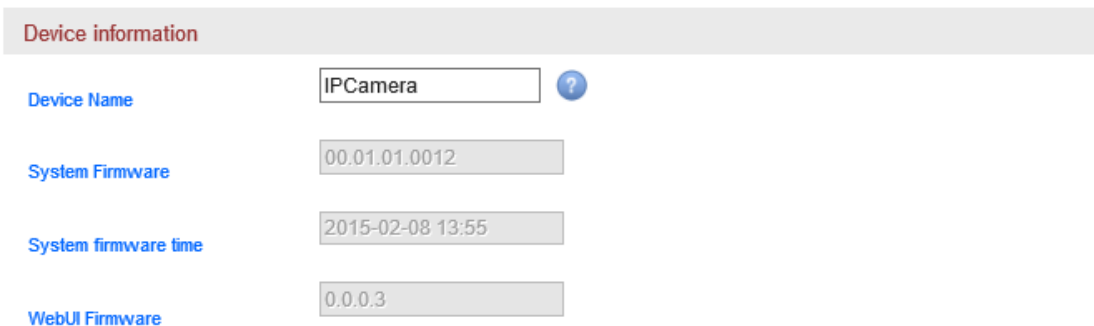 Device information
Device Name
IPCamera
?
System Firmware
00.01.01.0012
System firmware time
2015-02-08 13:55
WebUI Firmware
0.0.0.3